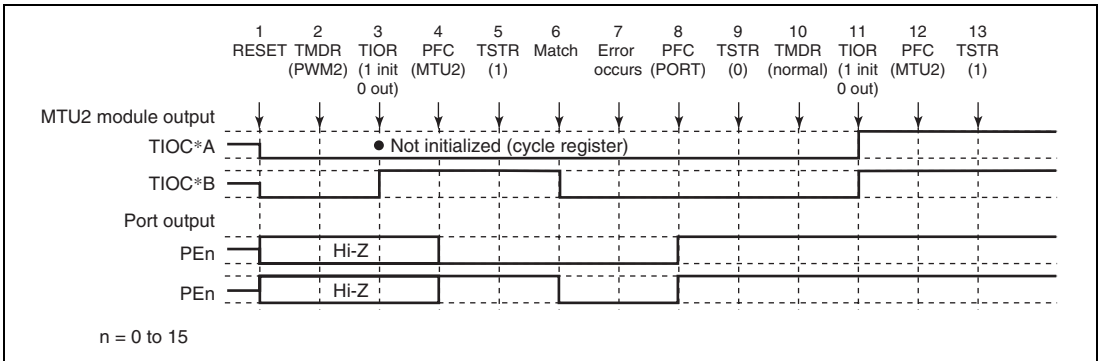 1 2 3 4 5 6 7 8 9 10 11 12 13
RESET TMDR TIOR PFC TSTR Match Error PFC TSTR TMDR TIOR PFC TSTR
(PWM2) (1 init (MTU2) (1) occurs (PORT) (0) (normal) (1 init (MTU2) (1)
0 out) 0 out)
MTU2 module output
TIOC*A ● Not initialized (cycle register)
TIOC*B
Port output
PEn Hi-Z
PEn Hi-Z
n = 0 to 15